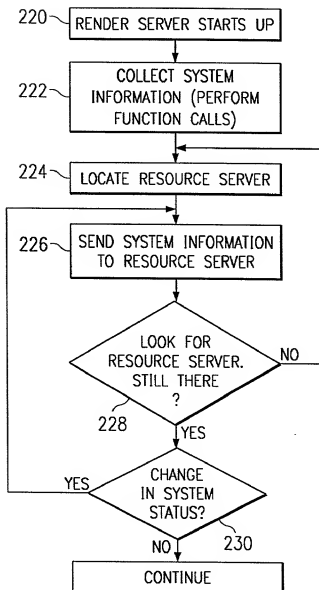 220
RENDER SERVER STARTS UP
222
COLLECT SYSTEM
INFORMATION (PERFORM
FUNCTION CALLS)
224
LOCATE RESOURCE SERVER
226
SEND SYSTEM INFORMATION
TO RESOURCE SERVER
LOOK FOR
RESOURCE SERVER.
STILL THERE
?
NO
228
YES
YES
CHANGE
IN SYSTEM
STATUS?
NO
230
CONTINUE